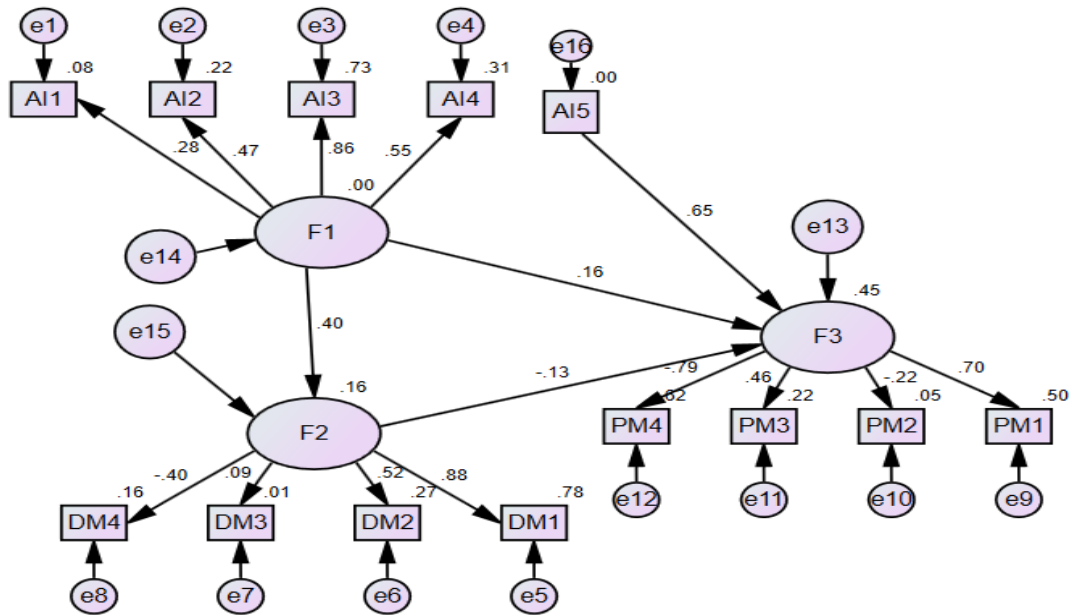 e1 e2 e3 e4 e16
.08 .22 .73 .31 .00
AI1 AI2 AI3 AI4 AI5
.28 .47 .86 .55
.00
F1
e14
.65
e13
.16
.45
.40
e15
F3
-.13
.16
F2
-.79 .46 -.22 .70
.62 .22 .05 .50
PM4 PM3 PM2 PM1
e12 e11 e10 e9
-.40 .09 .52 .88
.16 .01 .27 .78
DM4 DM3 DM2 DM1
e8 e7 e6 e5